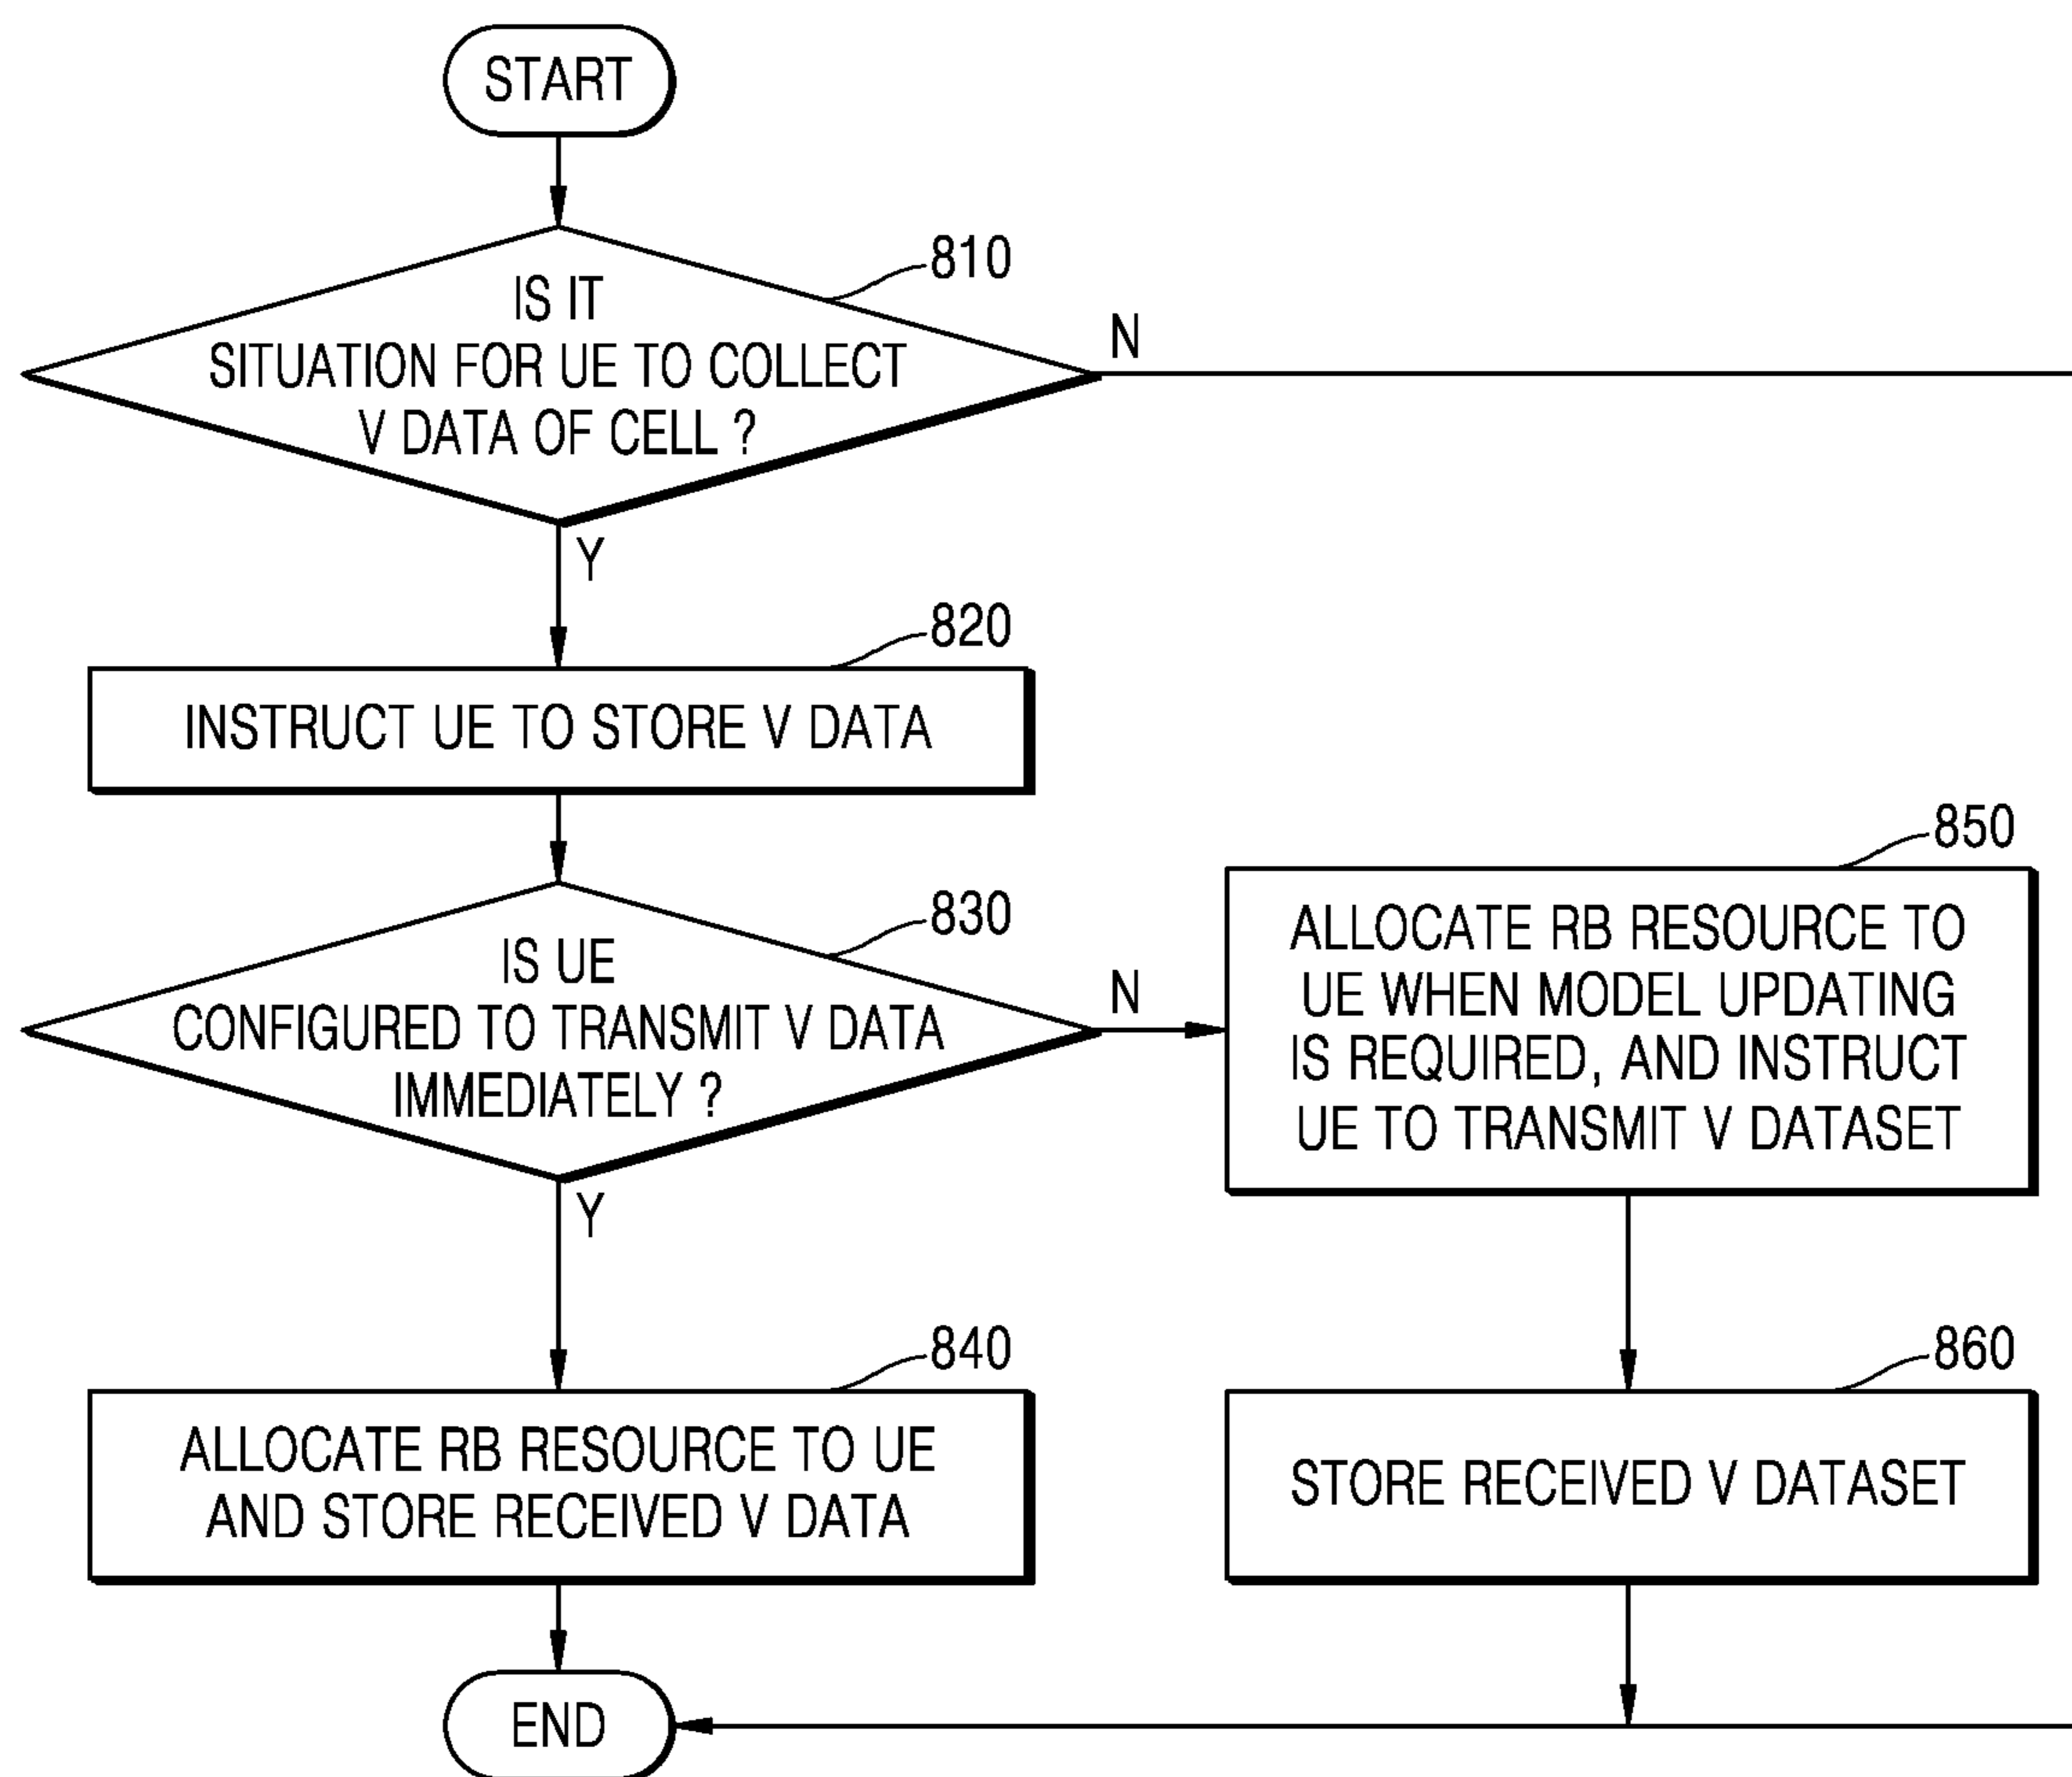 START
810
IS IT
SITUATION FOR UE TO COLLECT
V DATA OF CELL ?
N
Y
820
INSTRUCT UE TO STORE V DATA
830
IS UE
CONFIGURED TO TRANSMIT V DATA
IMMEDIATELY ?
N
Y
850
ALLOCATE RB RESOURCE TO
UE WHEN MODEL UPDATING
IS REQUIRED, AND INSTRUCT
UE TO TRANSMIT V DATASET
840
ALLOCATE RB RESOURCE TO UE
AND STORE RECEIVED V DATA
860
STORE RECEIVED V DATASET
END